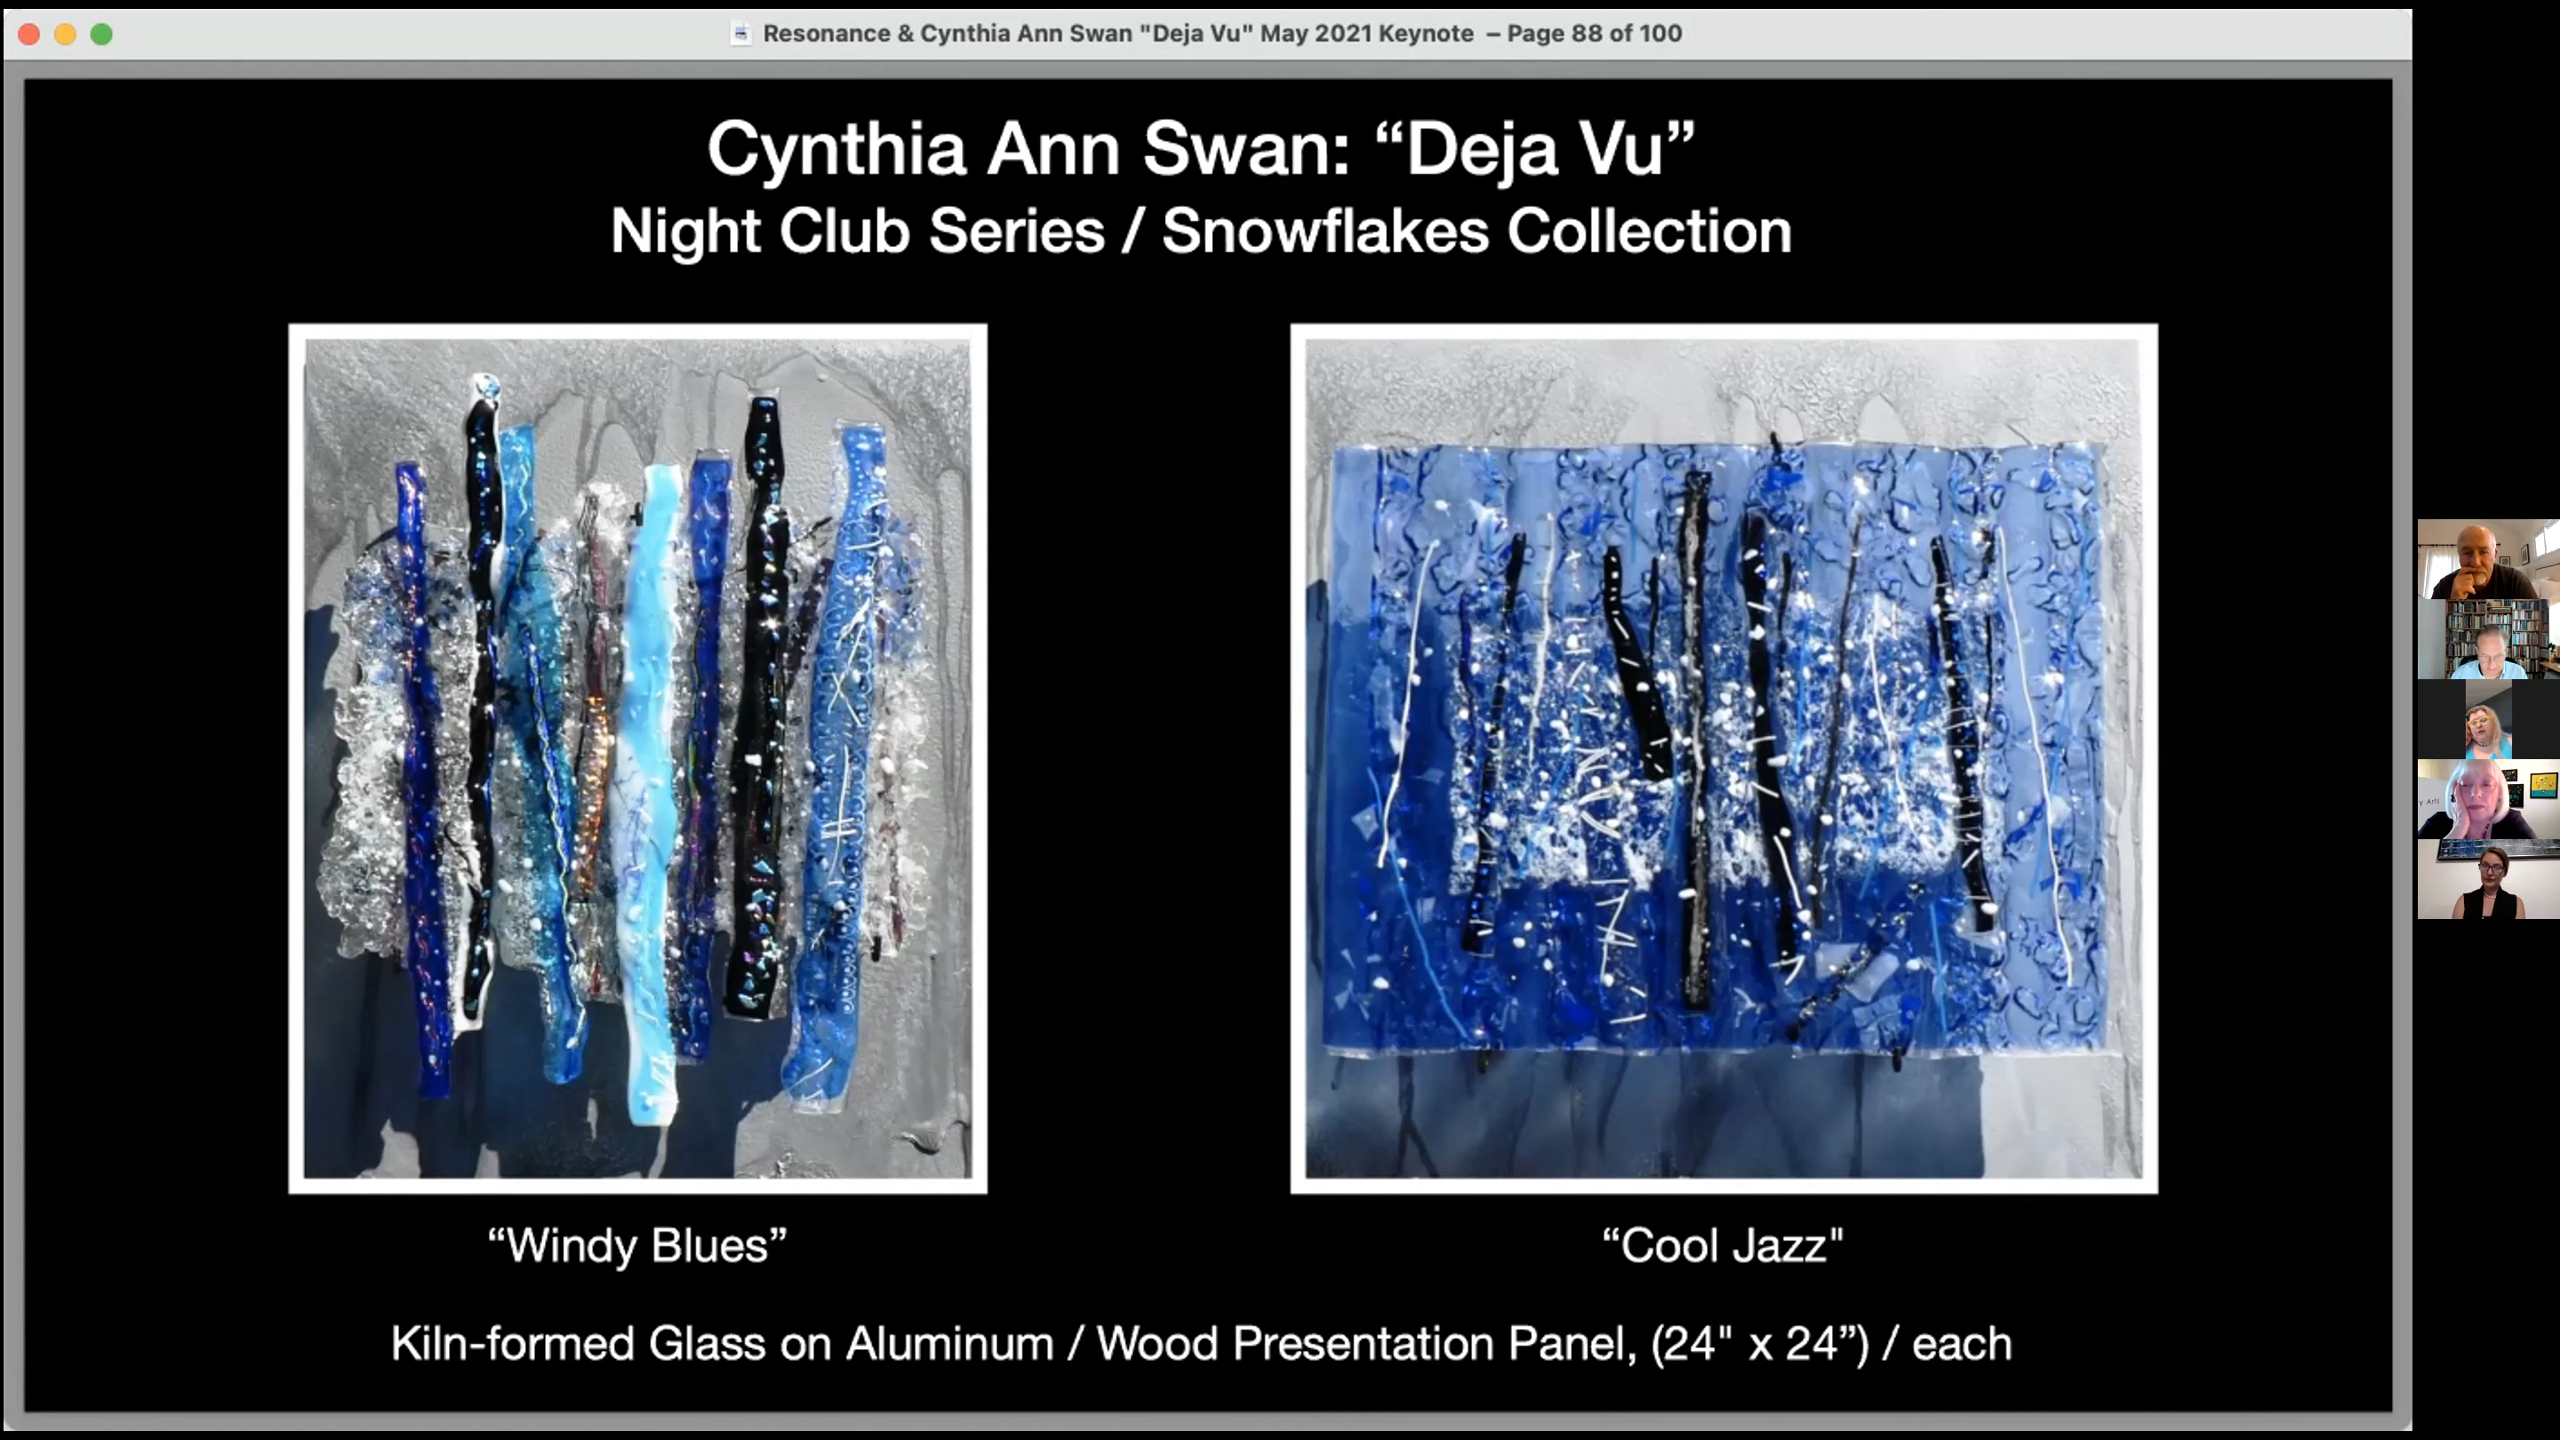 Resonance & Cynthia Ann Swan "Deja Vu" May 2021 Keynote – Page 88 of 100
Cynthia Ann Swan: “Deja Vu”
Night Club Series / Snowflakes Collection
“Windy Blues”
“Cool Jazz"
Kiln-formed Glass on Aluminum / Wood Presentation Panel, (24" x 24”) / each